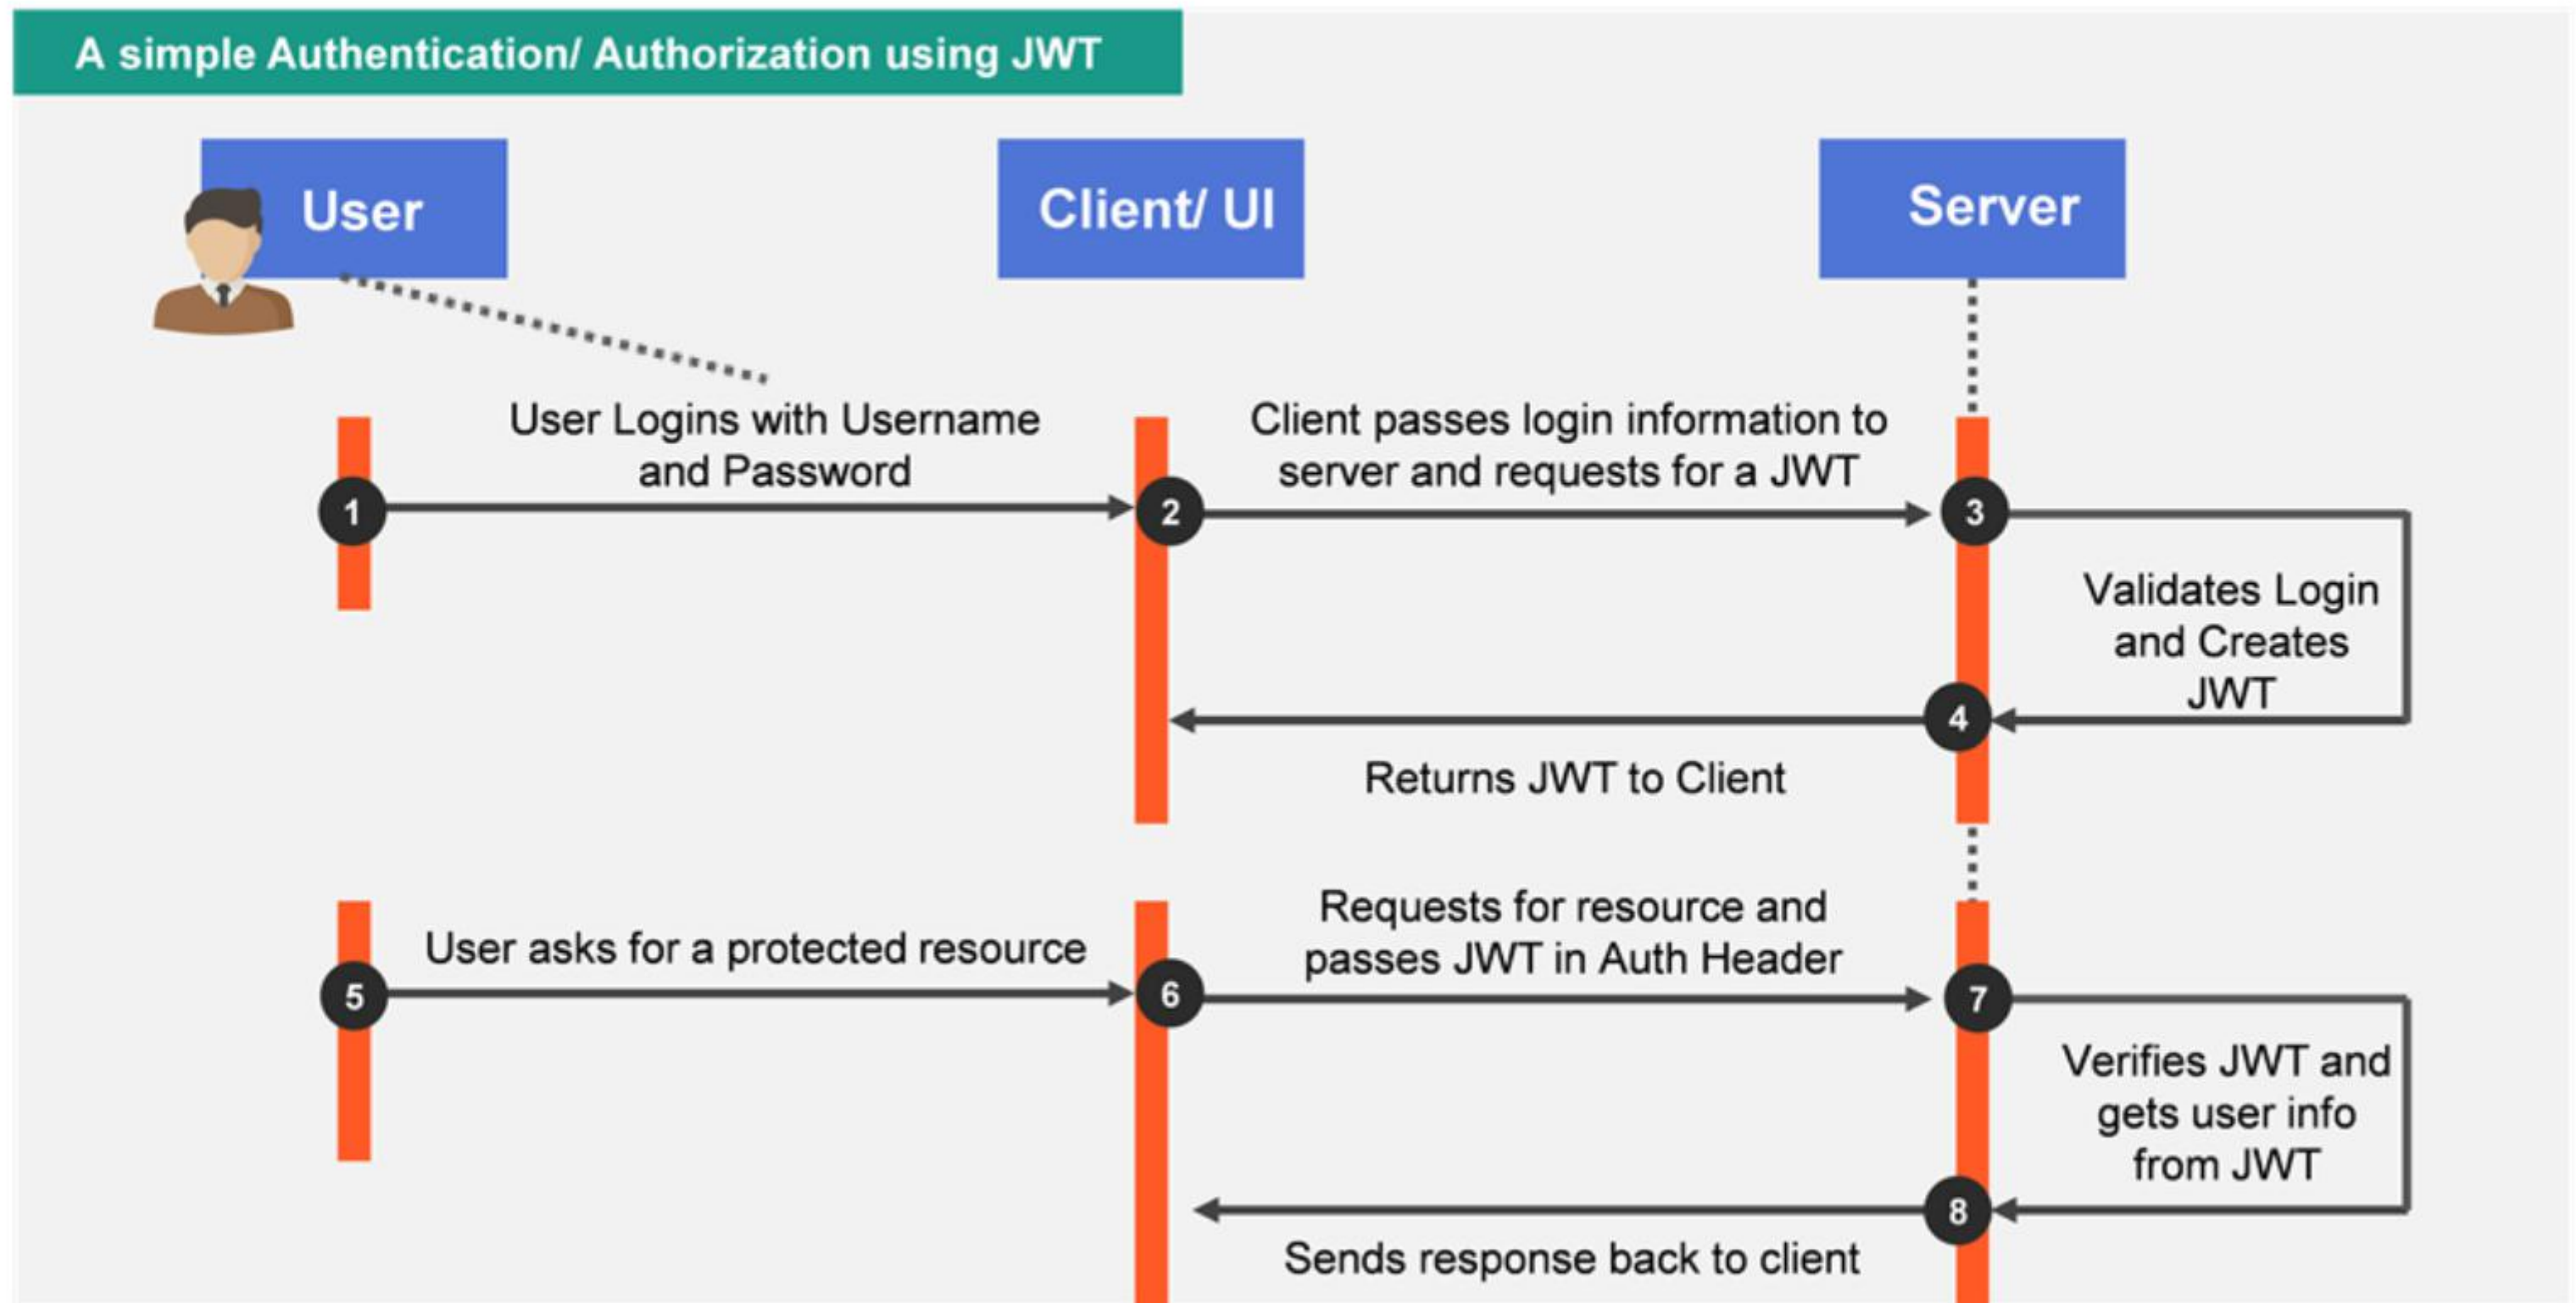 A simple Authentication/ Authorization using JWT
User
Client/ UI
Server
User Logins with Username
and Password
Client passes login information to
server and requests for a JWT
1
2
3
Validates Login
and Creates
JWT
4
Returns JWT to Client
User asks for a protected resource
Requests for resource and
passes JWT in Auth Header
5
6
7
Verifies JWT and
gets user info
from JWT
8
Sends response back to client